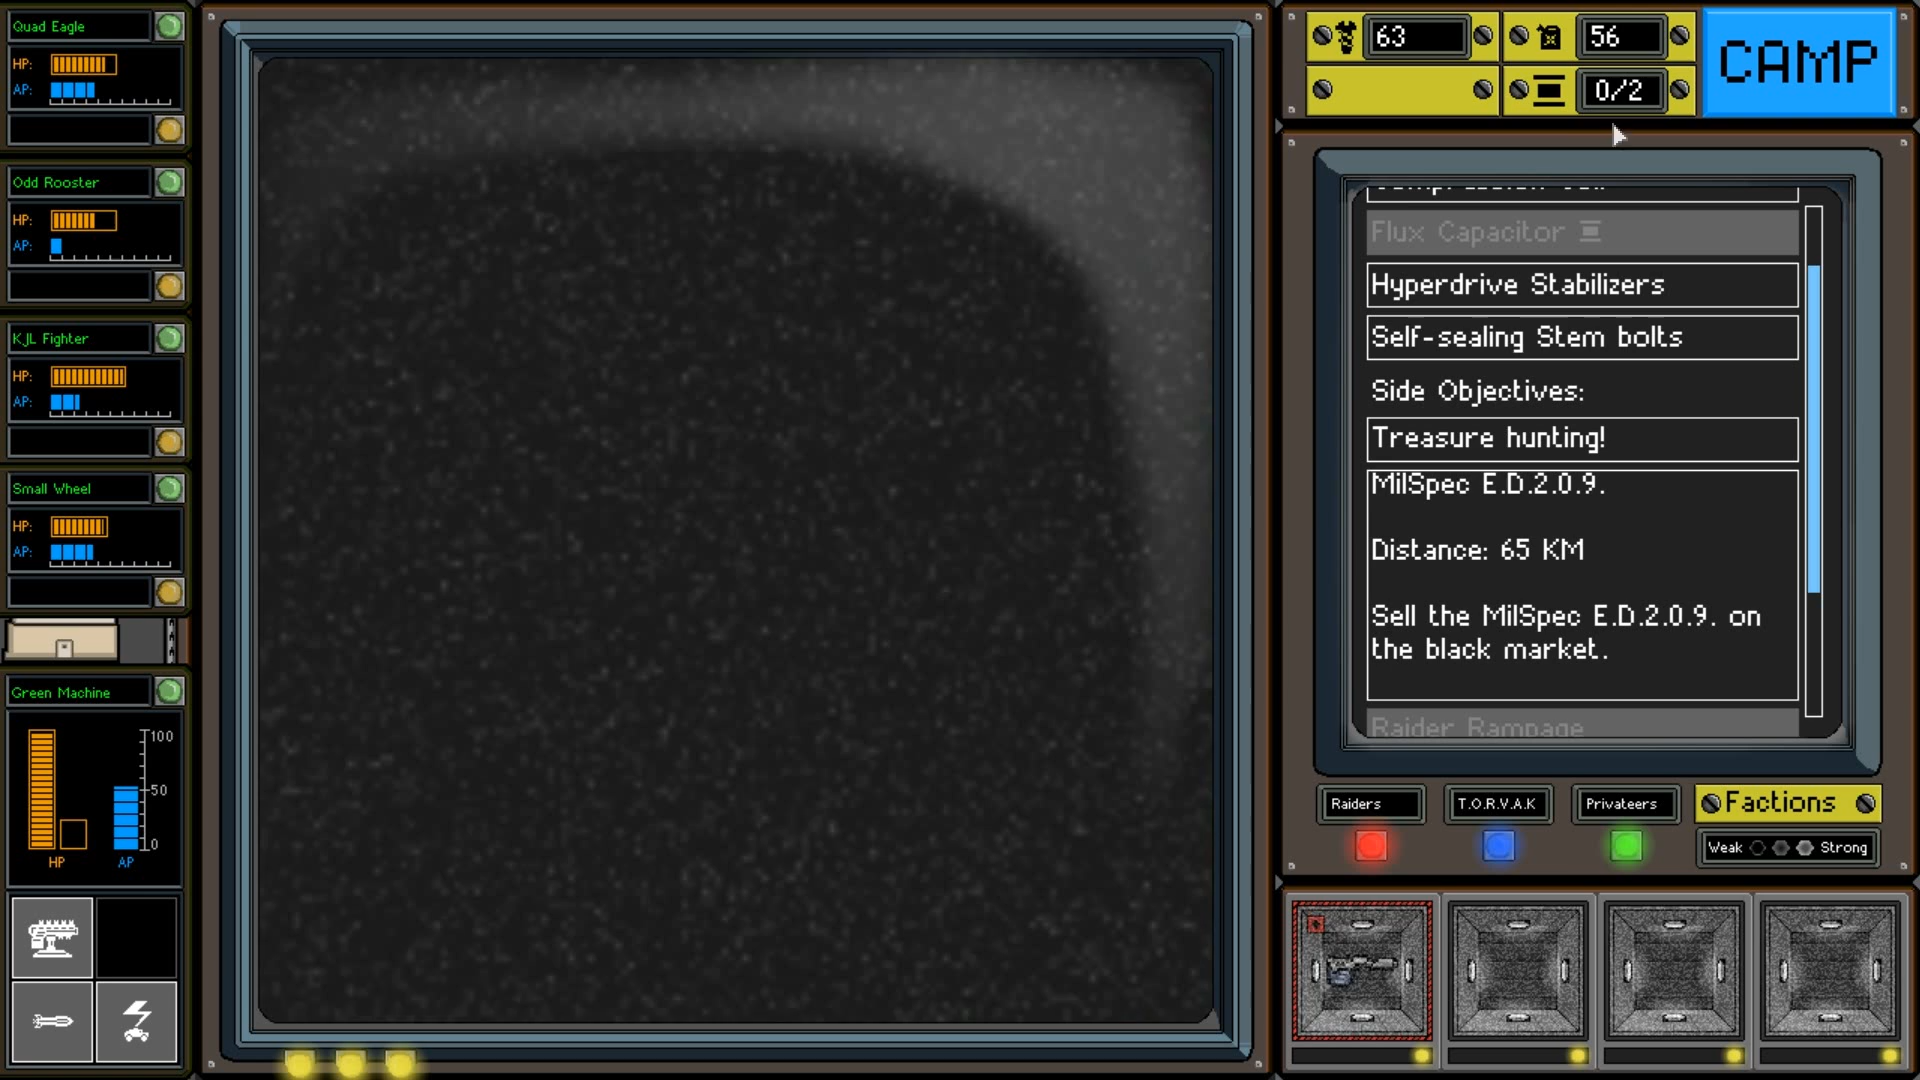 Quad Eagle
HP:
AP:
Odd Rooster
HP:
AP:
KJL Fighter
HP:
AP:
Small Wheel
HP:
AP:
Green Machine
100
50
0
HP
AP
63
56
0/2
CAMP
Flux Capacitor
Hyperdrive Stabilizers
Self-sealing Stem bolts
Side Objectives:
Treasure hunting!
MilSpec E.D.2.0.9.
Distance: 65 KM
Sell the MilSpec E.D.2.0.9. on
the black market.
Raider Rampage
Raiders
T.O.R.V.A.K
Privateers
Factions
Weak
Strong